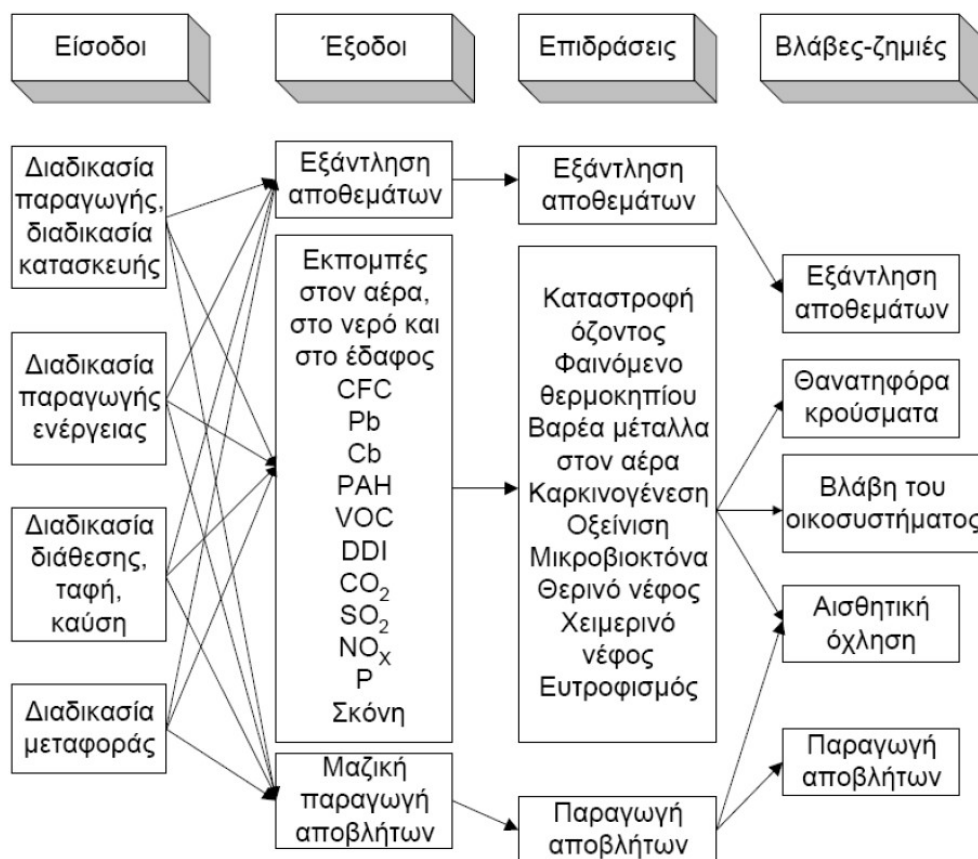 Είσοδοι
Έξοδοι
Επιδράσεις
Βλάβες-ζημιές
Διαδικασία
παραγωγής,
διαδικασία
κατασκευής
Διαδικασία
παραγωγής
ενέργειας
Διαδικασία
διάθεσης,
ταφή,
καύση
Διαδικασία
μεταφοράς
Εξάντληση
αποθεμάτων
Εκπομπές
στον αέρα,
στο νερό και
στο έδαφος
CFC
Pb
Cb
PAH
VOC
DDI
CO₂
SO₂
NOₓ
P
Σκόνη
Μαζική
παραγωγή
αποβλήτων
Εξάντληση
αποθεμάτων
Καταστροφή
όζοντος
Φαινόμενο
θερμοκηπίου
Βαρέα μέταλλα
στον αέρα
Καρκινογένεση
Οξείνιση
Μικροβιοκτόνα
Θερινό νέφος
Χειμερινό
νέφος
Ευτροφισμός
Παραγωγή
αποβλήτων
Εξάντληση
αποθεμάτων
Θανατηφόρα
κρούσματα
Βλάβη του
οικοσυστήματος
Αισθητική
όχληση
Παραγωγή
αποβλήτων